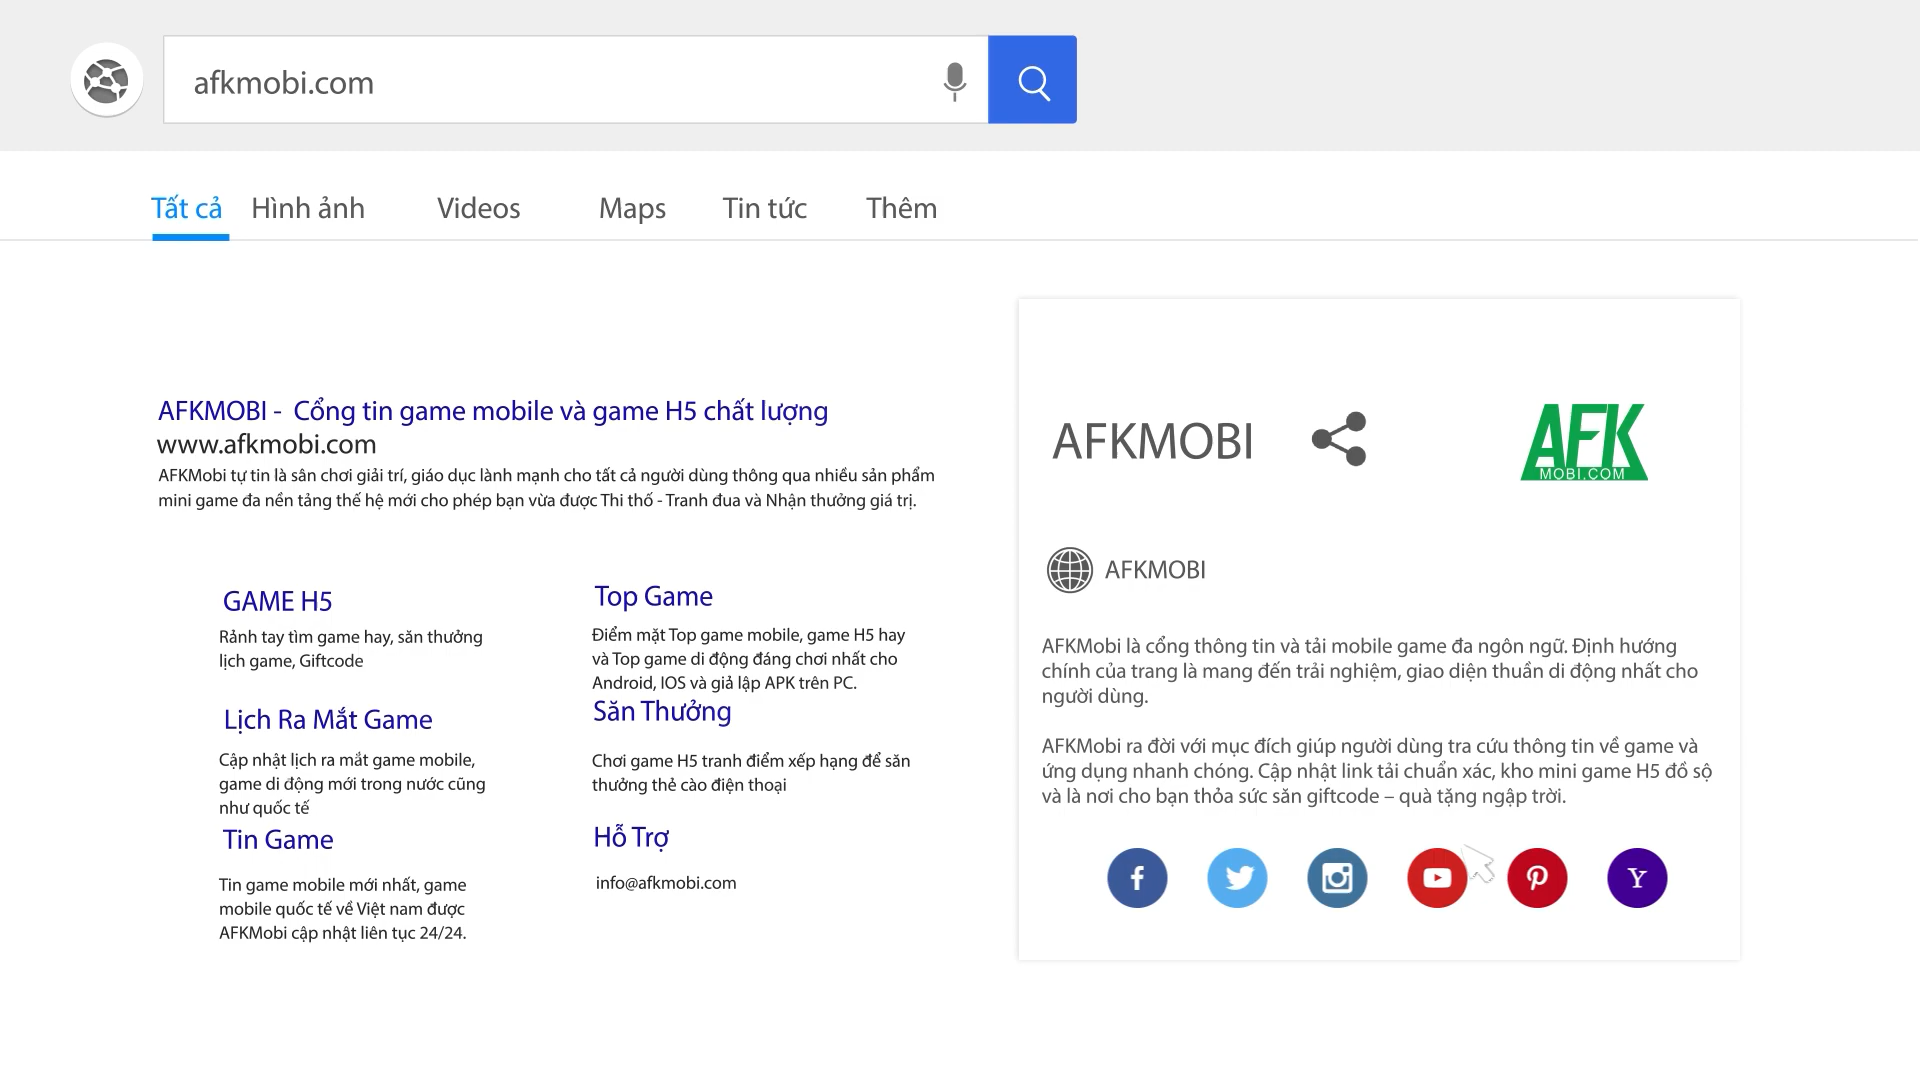 afkmobi.com
Tất cả Hình ảnh Videos Maps Tin tức Thêm
AFKMOBI - Cổng tin game mobile và game H5 chất lượng
www.afkmobi.com
AFKMobi tự tin là sân chơi giải trí, giáo dục lành mạnh cho tất cả người dùng thông qua nhiều sản phẩm
mini game đa nền tảng thế hệ mới cho phép bạn vừa được Thi thố - Tranh đua và Nhận thưởng giá trị.
GAME H5
Rảnh tay tìm game hay, săn thưởng
lịch game, Giftcode
Lịch Ra Mắt Game
Cập nhật lịch ra mắt game mobile,
game di động mới trong nước cũng
như quốc tế
Tin Game
Tin game mobile mới nhất, game
mobile quốc tế về Việt nam được
AFKMobi cập nhật liên tục 24/24.
Top Game
Điểm mặt Top game mobile, game H5 hay
và Top game di động đáng chơi nhất cho
Android, IOS và giả lập APK trên PC.
Săn Thưởng
Chơi game H5 tranh điểm xếp hạng để săn
thưởng thẻ cào điện thoại
Hỗ Trợ
info@afkmobi.com
AFKMOBI
AFK
MOBI.COM
AFKMOBI
AFKMobi là cổng thông tin và tải mobile game đa ngôn ngữ. Định hướng
chính của trang là mang đến trải nghiệm, giao diện thuần di động nhất cho
người dùng.
AFKMobi ra đời với mục đích giúp người dùng tra cứu thông tin về game và
ứng dụng nhanh chóng. Cập nhật link tải chuẩn xác, kho mini game H5 đồ sộ
và là nơi cho bạn thỏa sức săn giftcode – quà tặng ngập trời.